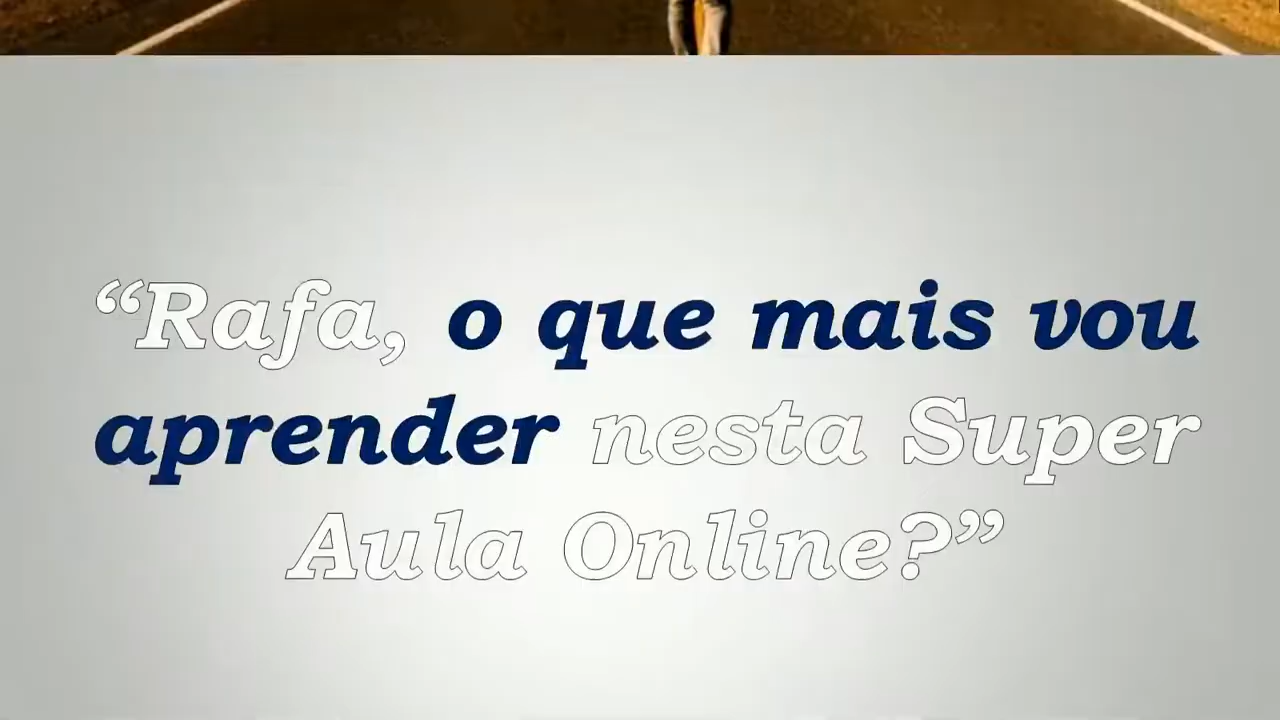 “Rafa, o que mais vou
aprender nesta Super
Aula Online?”